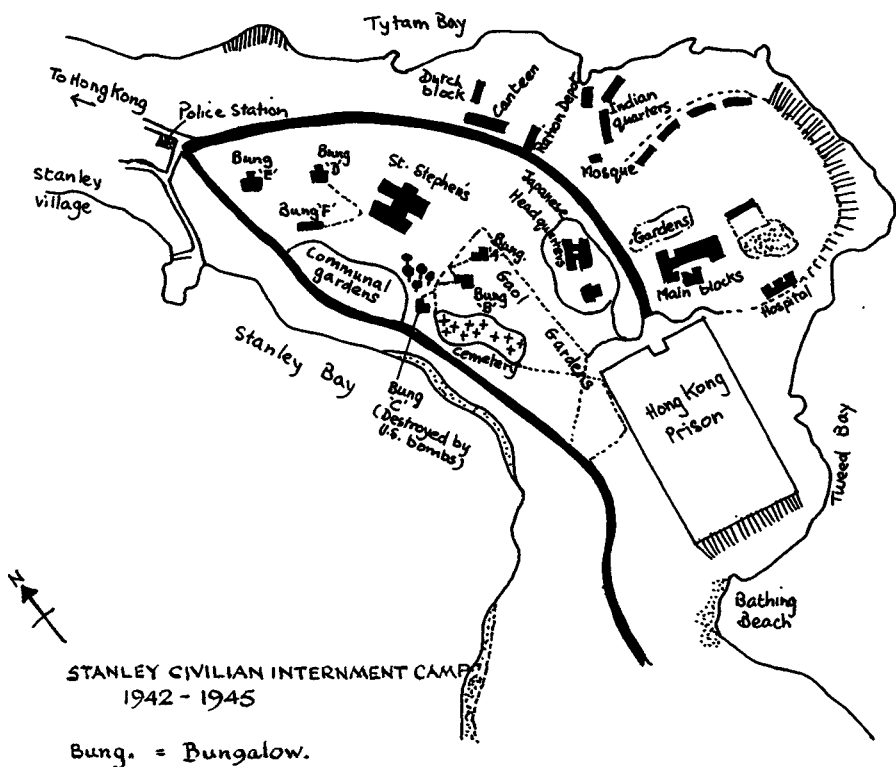 Tytam Bay
To Hong Kong
Police Station
Stanley
Village
Dutch
block
Canteen
Ration Depot
Indian
quarters
Mosque
Bung
'E'
Bung
'D'
Bung 'F'
St. Stephen's
Japanese
Headquarters
Gardens
Main blocks
Hospital
Communal
gardens
Bung
'A'
Bung
'B'
Gaol
Gardens
Cemetery
Stanley Bay
Bung
'C'
(Destroyed by
U.S. bombs)
Hong Kong
Prison
Tweed Bay
Bathing
Beach
N
STANLEY CIVILIAN INTERNMENT CAMP
1942 - 1945
Bung. = Bungalow.